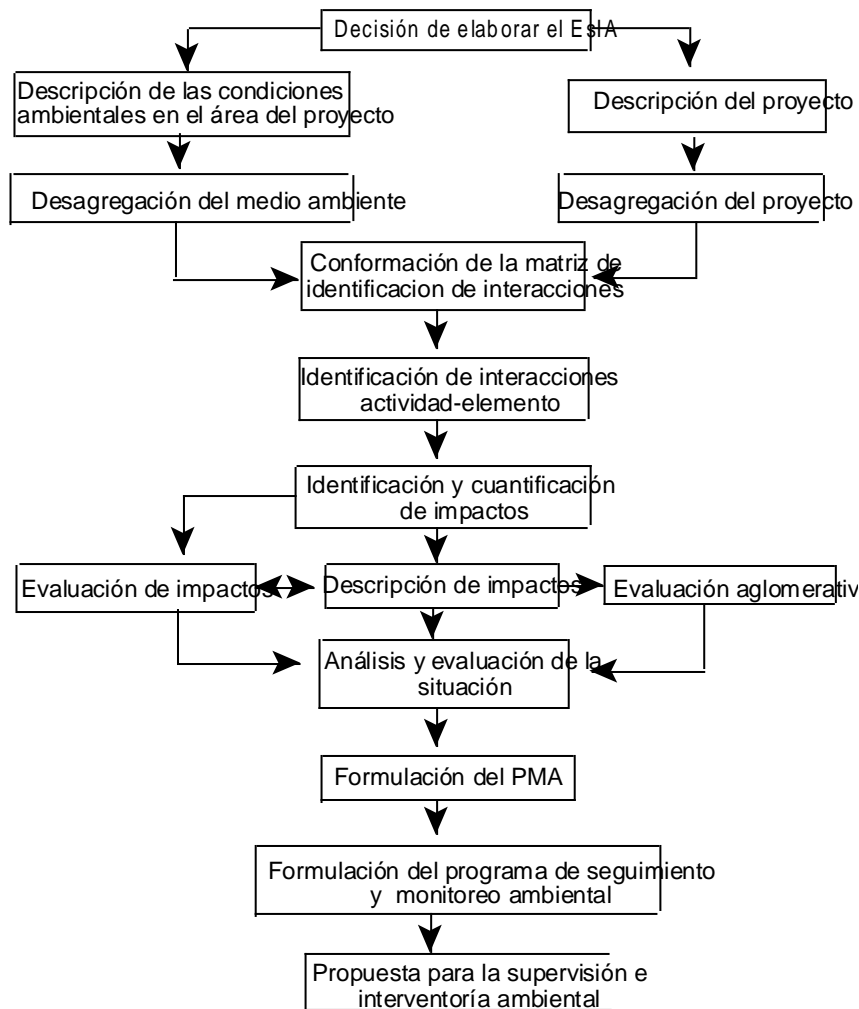 Decisión de elaborar el EsIA
Descripción de las condiciones
ambientales en el área del proyecto
Descripción del proyecto
Desagregación del medio ambiente
Desagregación del proyecto
Conformación de la matriz de
identificacion de interacciones
Identificación de interacciones
actividad-elemento
Identificación y cuantificación
de impactos
Evaluación de impactos
Descripción de impactos
Evaluación aglomerativ
Análisis y evaluación de la
situación
Formulación del PMA
Formulación del programa de seguimiento
y monitoreo ambiental
Propuesta para la supervisión e
interventoría ambiental